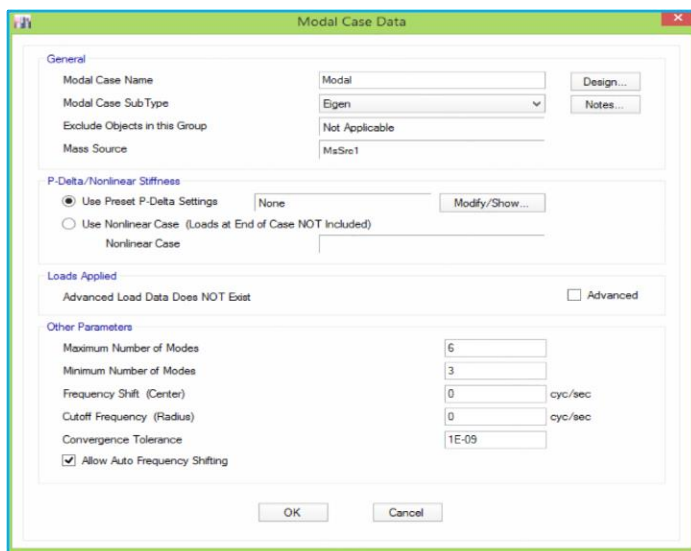 Modal Case Data
General
Modal Case Name Modal Design...
Modal Case SubType Eigen Notes...
Exclude Objects in this Group Not Applicable
Mass Source MsSrc1
P-Delta/Nonlinear Stiffness
Use Preset P-Delta Settings None Modify/Show...
Use Nonlinear Case (Loads at End of Case NOT Included)
Nonlinear Case
Loads Applied
Advanced Load Data Does NOT Exist Advanced
Other Parameters
Maximum Number of Modes 6
Minimum Number of Modes 3
Frequency Shift (Center) 0 cyc/sec
Cutoff Frequency (Radius) 0 cyc/sec
Convergence Tolerance 1E-09
Allow Auto Frequency Shifting
OK Cancel